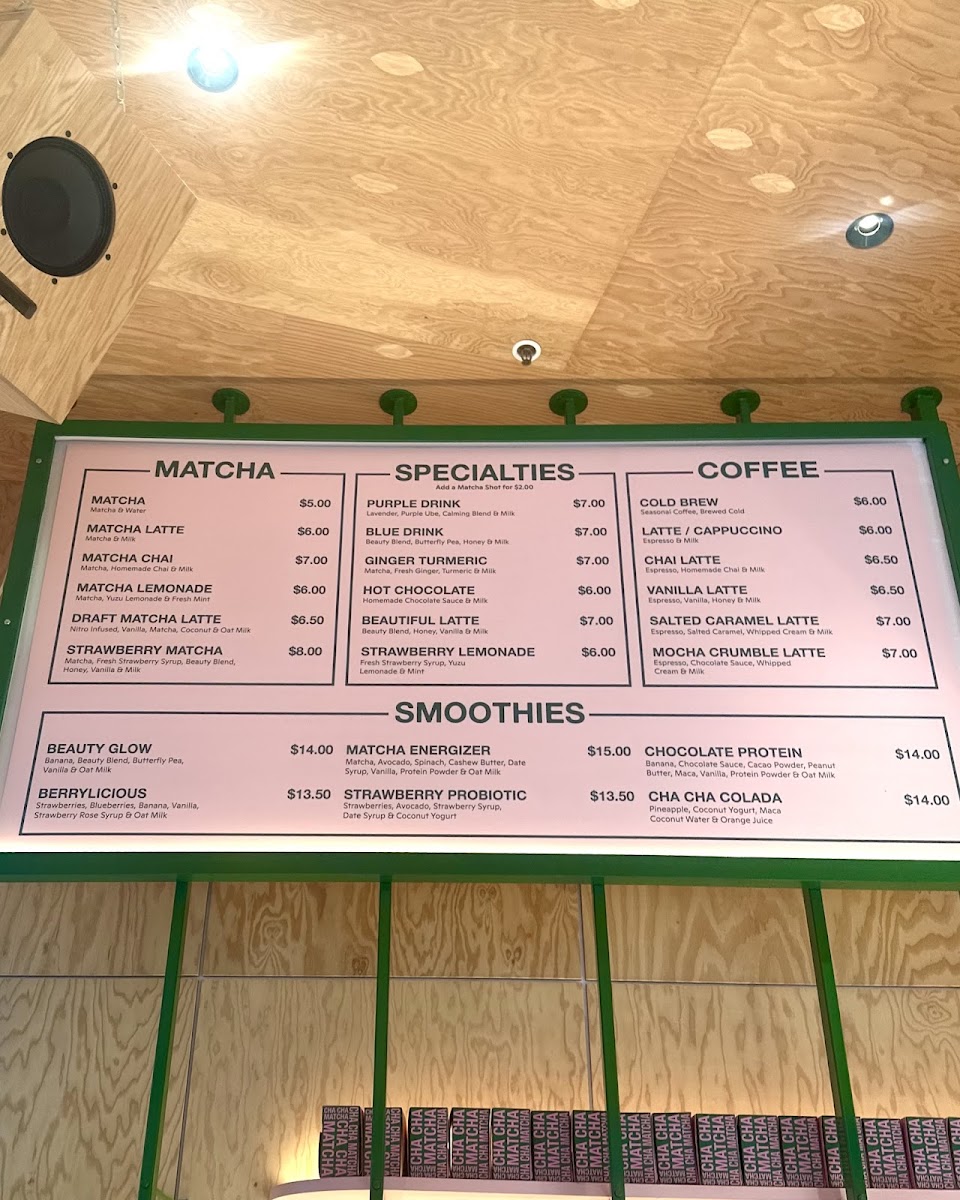 MATCHA
MATCHA $5.00
Matcha & Water
MATCHA LATTE $6.00
Matcha & Milk
MATCHA CHAI $7.00
Matcha, Homemade Chai & Milk
MATCHA LEMONADE $6.00
Matcha, Yuzu Lemonade & Fresh Mint
DRAFT MATCHA LATTE $6.50
Nitro Infused, Vanilla, Matcha, Coconut & Oat Milk
STRAWBERRY MATCHA $8.00
Matcha, Fresh Strawberry Syrup, Beauty Blend,
Honey, Vanilla & Milk
SPECIALTIES
Add a Matcha Shot for $2.00
PURPLE DRINK $7.00
Lavender, Purple Ube, Calming Blend & Milk
BLUE DRINK $7.00
Beauty Blend, Butterfly Pea, Honey & Milk
GINGER TURMERIC $7.00
Matcha, Fresh Ginger, Turmeric & Milk
HOT CHOCOLATE $6.00
Homemade Chocolate Sauce & Milk
BEAUTIFUL LATTE $7.00
Beauty Blend, Honey, Vanilla & Milk
STRAWBERRY LEMONADE $6.00
Fresh Strawberry Syrup, Yuzu
Lemonade & Mint
COFFEE
COLD BREW $6.00
Seasonal Coffee, Brewed Cold
LATTE / CAPPUCCINO $6.00
Espresso & Milk
CHAI LATTE $6.50
Espresso, Homemade Chai & Milk
VANILLA LATTE $6.50
Espresso, Vanilla, Honey & Milk
SALTED CARAMEL LATTE $7.00
Espresso, Salted Caramel, Whipped Cream & Milk
MOCHA CRUMBLE LATTE $7.00
Espresso, Chocolate Sauce, Whipped
Cream & Milk
SMOOTHIES
BEAUTY GLOW $14.00
Banana, Beauty Blend, Butterfly Pea,
Vanilla & Oat Milk
BERRYLICIOUS $13.50
Strawberries, Blueberries, Banana, Vanilla,
Strawberry Rose Syrup & Oat Milk
MATCHA ENERGIZER $15.00
Matcha, Avocado, Spinach, Cashew Butter, Date
Syrup, Vanilla, Protein Powder & Oat Milk
STRAWBERRY PROBIOTIC $13.50
Strawberries, Avocado, Strawberry Syrup,
Date Syrup & Coconut Yogurt
CHOCOLATE PROTEIN $14.00
Banana, Chocolate Sauce, Cacao Powder, Peanut
Butter, Maca, Vanilla, Protein Powder & Oat Milk
CHA CHA COLADA $14.00
Pineapple, Coconut Yogurt, Maca
Coconut Water & Orange Juice
CHA CHA
MATCHA
CHA CHA
MATCHA